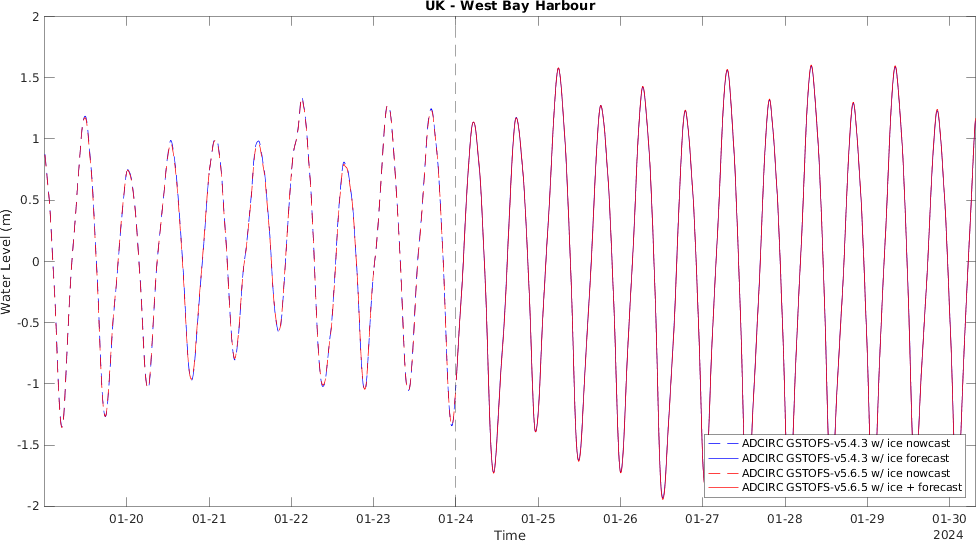 UK - West Bay Harbour
2
1.5
1
0.5
0
-0.5
-1
-1.5
-2
Water Level (m)
ADCIRC GSTOFS-v5.4.3 w/ ice nowcast
ADCIRC GSTOFS-v5.4.3 w/ ice forecast
ADCIRC GSTOFS-v5.6.5 w/ ice nowcast
ADCIRC GSTOFS-v5.6.5 w/ ice + forecast
01-20 01-21 01-22 01-23 01-24 01-25 01-26 01-27 01-28 01-29 01-30
Time
2024